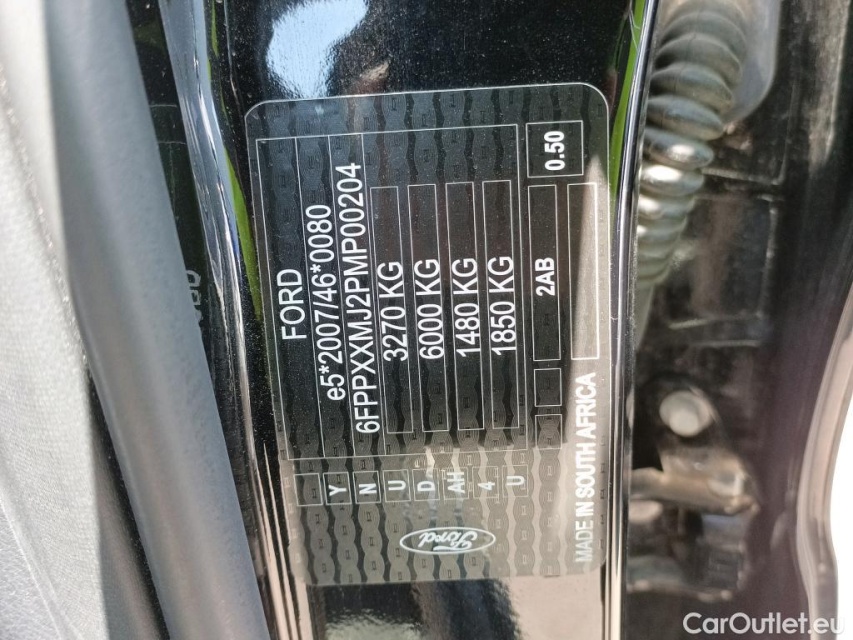 FORD
e5*2007/46*0080
6FPPXXMJ2PMP00204
3270 KG
6000 KG
1480 KG
1850 KG
0.50
2AB
Y
N
U
D
AH
4
U
Ford
MADE IN SOUTH AFRICA
CarOutlet.eu